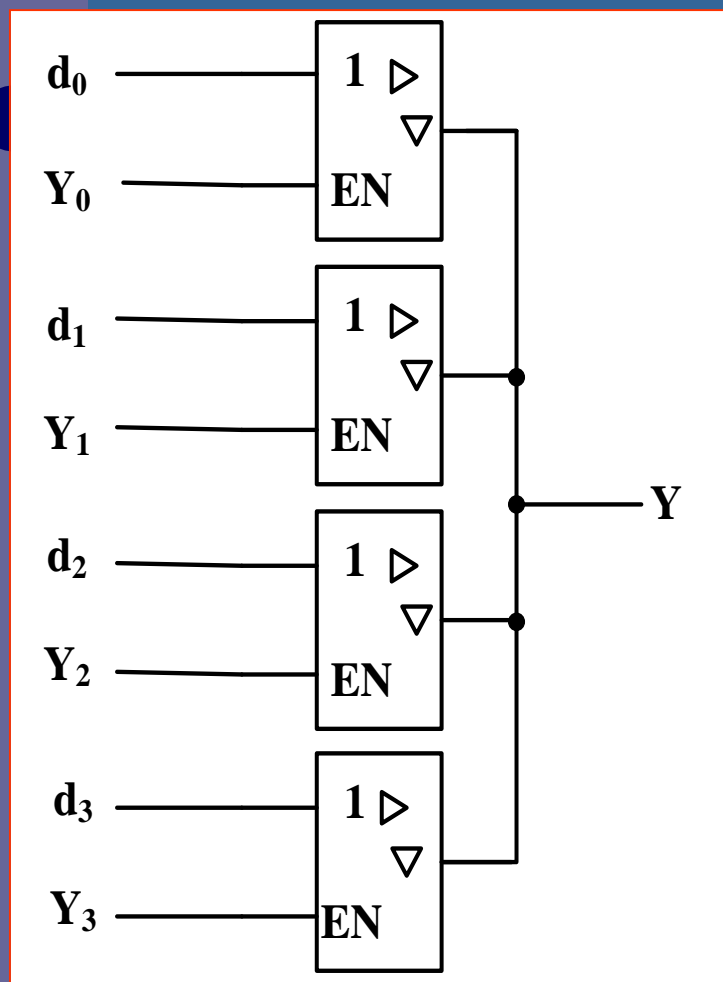 d₀
1
Y₀
EN
d₁
1
Y₁
EN
Y
d₂
1
Y₂
EN
d₃
1
Y₃
EN